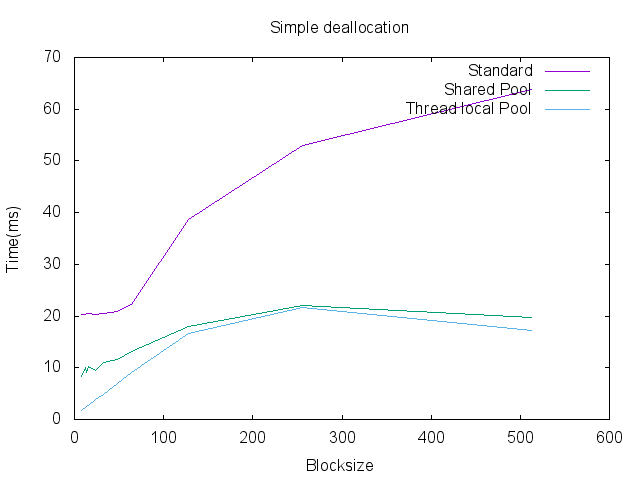 Simple deallocation
Standard
Shared Pool
Thread local Pool
70
60
50
40
30
20
10
0
Time(ms)
0 100 200 300 400 500 600
Blocksize